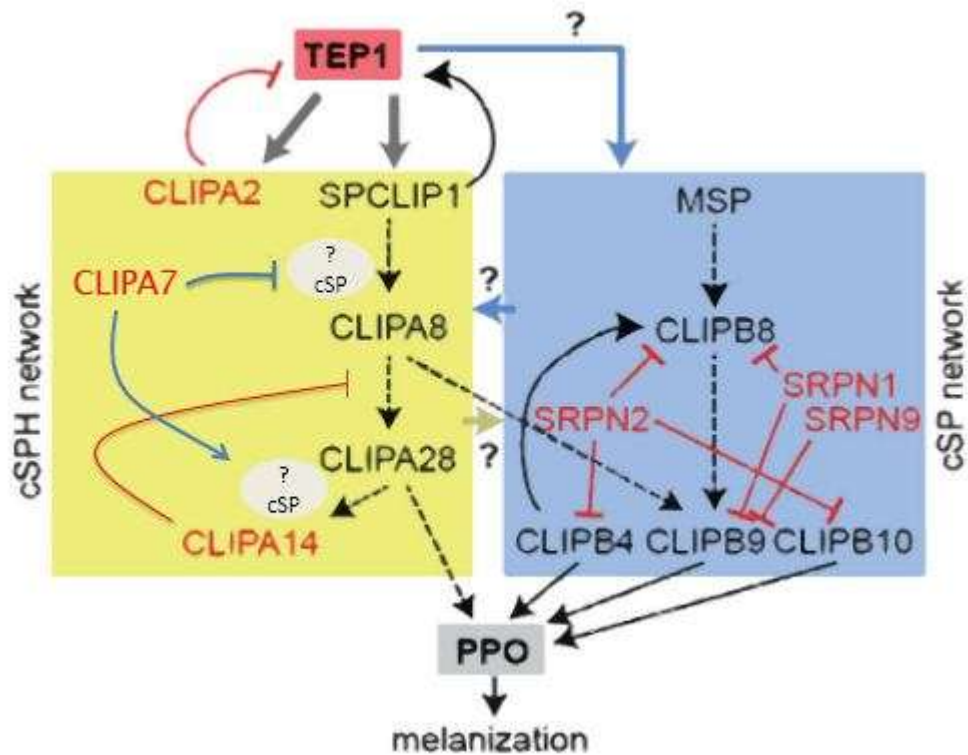 ?
TEP1
CLIPA2
SPCLIP1
MSP
?
cSP
CLIPA7
?
CLIPA8
CLIPB8
cSPH network
cSP network
SRPN1
SRPN2
SRPN9
CLIPA28
?
?
cSP
CLIPA14
CLIPB4
CLIPB9
CLIPB10
PPO
melanization